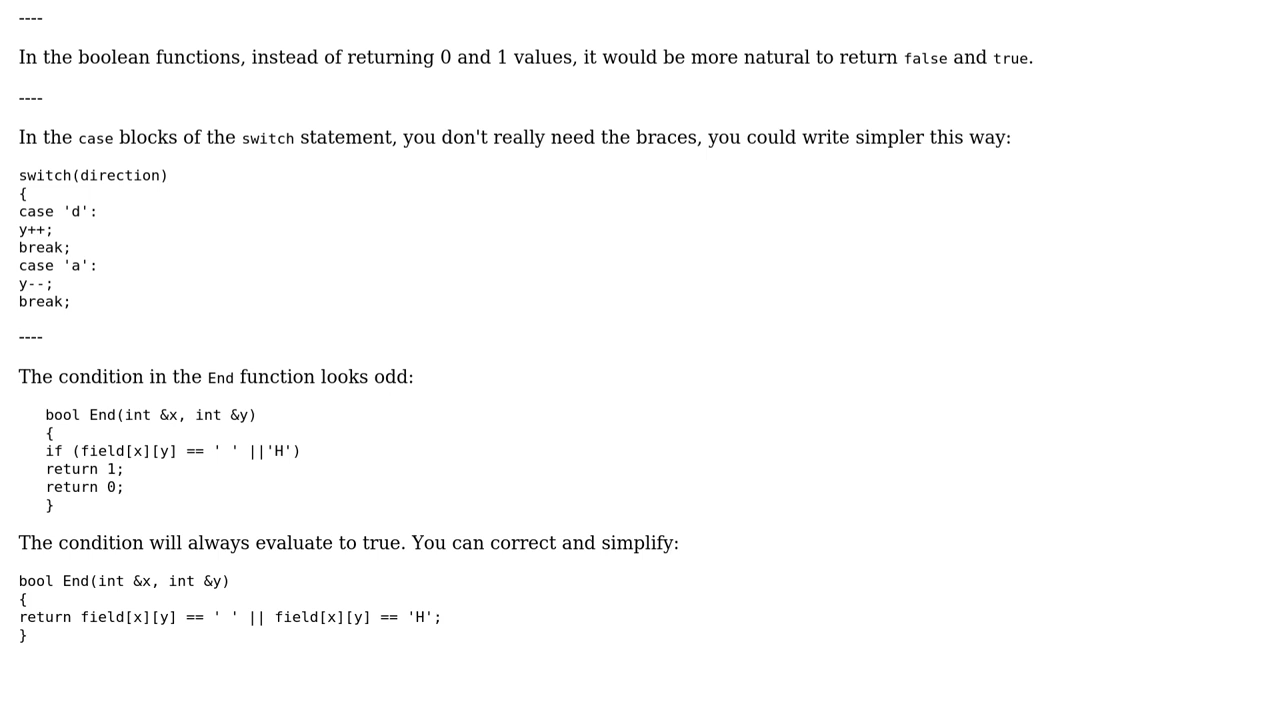 ----
In the boolean functions, instead of returning 0 and 1 values, it would be more natural to return false and true.
----
In the case blocks of the switch statement, you don't really need the braces, you could write simpler this way:
switch(direction)
{
case 'd':
y++;
break;
case 'a':
y--;
break;
----
The condition in the End function looks odd:
bool End(int &x, int &y)
{
if (field[x][y] == ' ' ||'H')
return 1;
return 0;
}
The condition will always evaluate to true. You can correct and simplify:
bool End(int &x, int &y)
{
return field[x][y] == ' ' || field[x][y] == 'H';
}